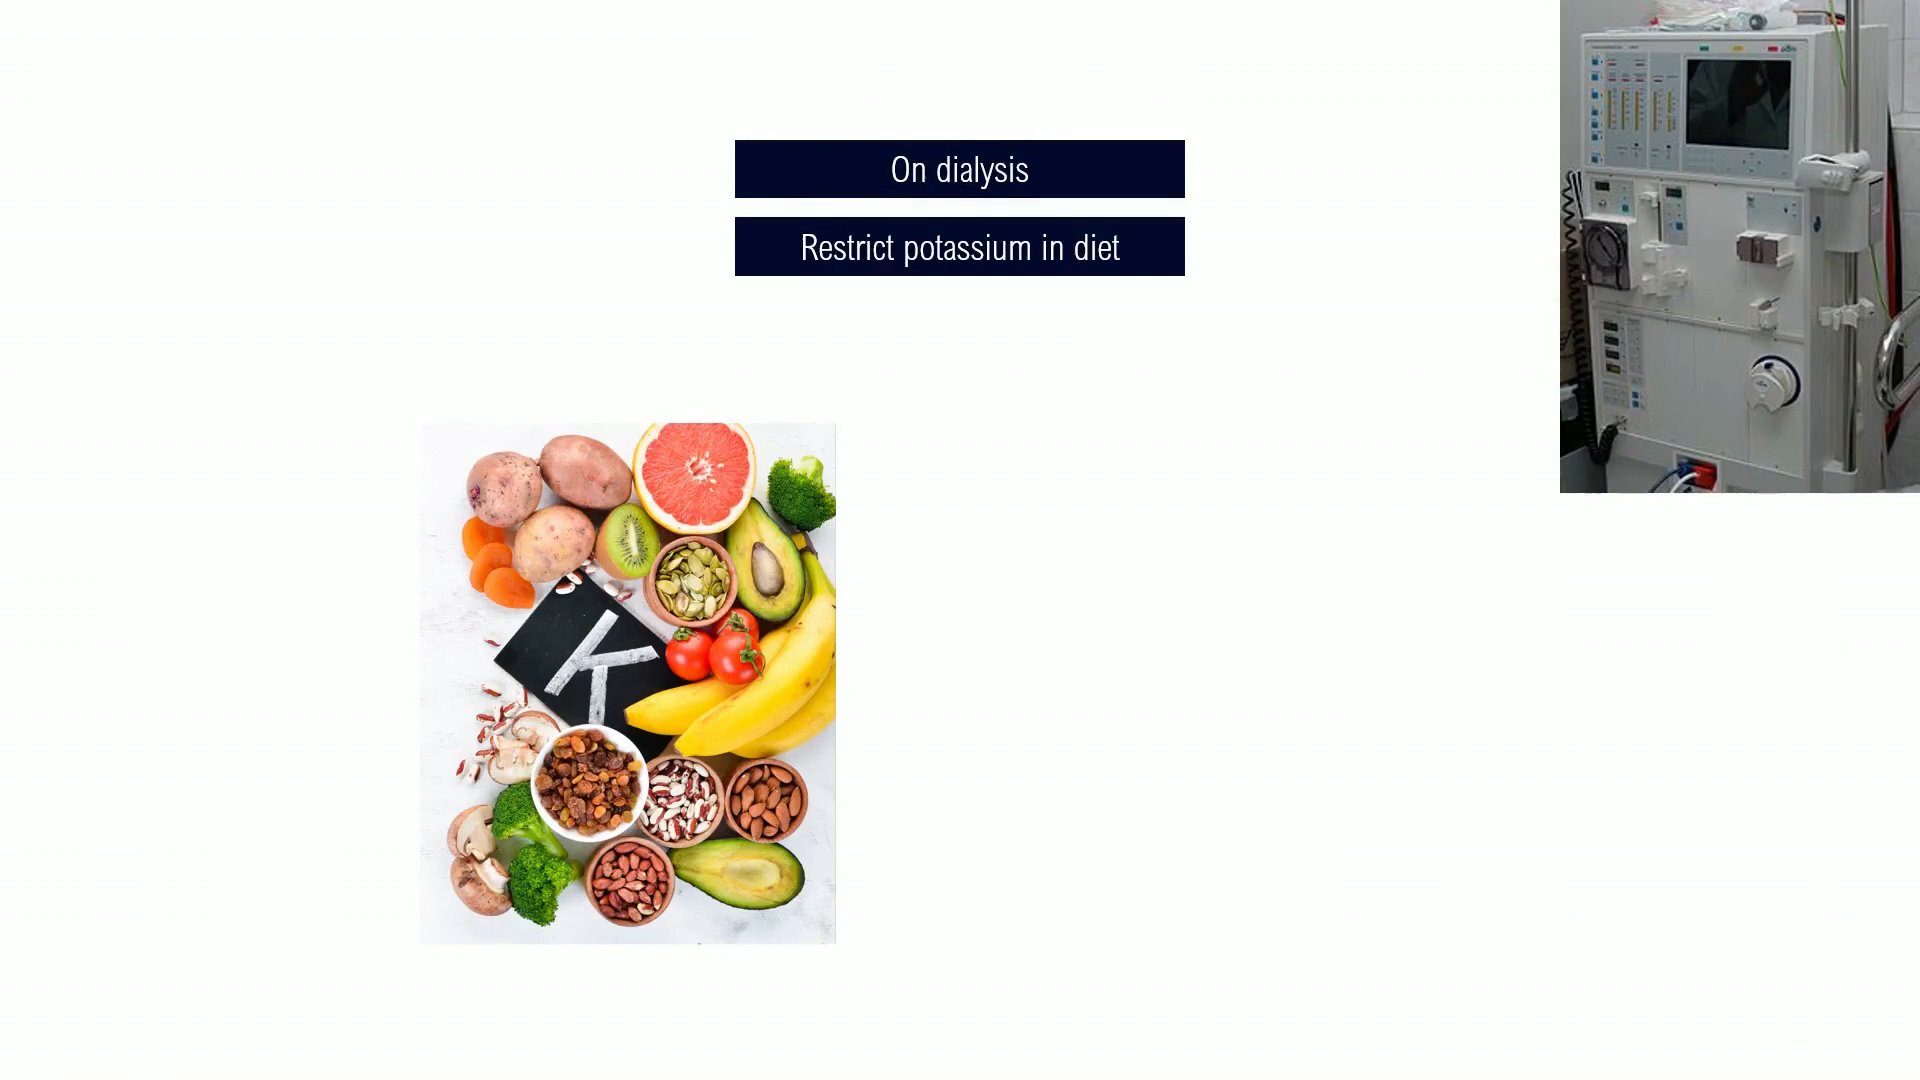 On dialysis
Restrict potassium in diet
K